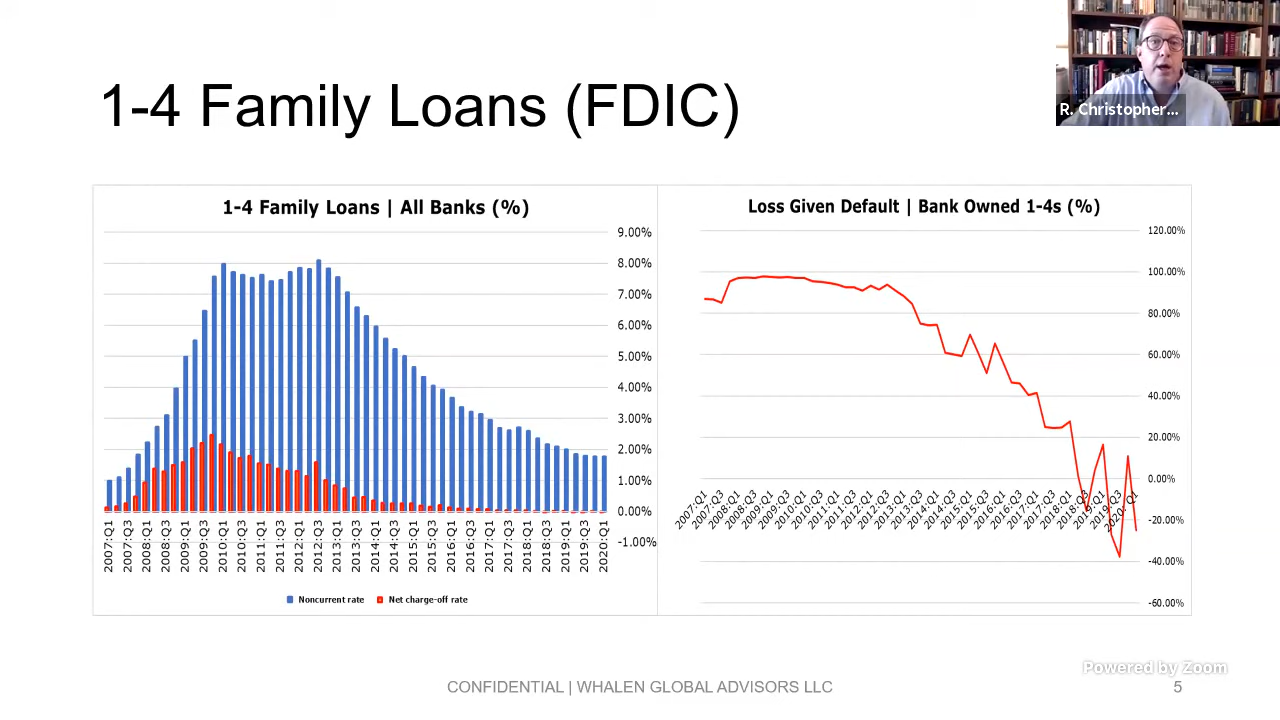 R. Christopher...
1-4 Family Loans (FDIC)
1-4 Family Loans | All Banks (%)
9.00%
8.00%
7.00%
6.00%
5.00%
4.00%
3.00%
2.00%
1.00%
0.00%
-1.00%
2007:Q1
2007:Q3
2008:Q1
2008:Q3
2009:Q1
2009:Q3
2010:Q1
2010:Q3
2011:Q1
2011:Q3
2012:Q1
2012:Q3
2013:Q1
2013:Q3
2014:Q1
2014:Q3
2015:Q1
2015:Q3
2016:Q1
2016:Q3
2017:Q1
2017:Q3
2018:Q1
2018:Q3
2019:Q1
2019:Q3
2020:Q1
Noncurrent rate
Net charge-off rate
Loss Given Default | Bank Owned 1-4s (%)
120.00%
100.00%
80.00%
60.00%
40.00%
20.00%
0.00%
-20.00%
-40.00%
-60.00%
2007:Q1
2007:Q3
2008:Q1
2008:Q3
2009:Q1
2009:Q3
2010:Q1
2010:Q3
2011:Q1
2011:Q3
2012:Q1
2012:Q3
2013:Q1
2013:Q3
2014:Q1
2014:Q3
2015:Q1
2015:Q3
2016:Q1
2016:Q3
2017:Q1
2017:Q3
2018:Q1
2018:Q3
2019:Q1
2019:Q3
2020:Q1
Powered by Zoom
CONFIDENTIAL | WHALEN GLOBAL ADVISORS LLC
5